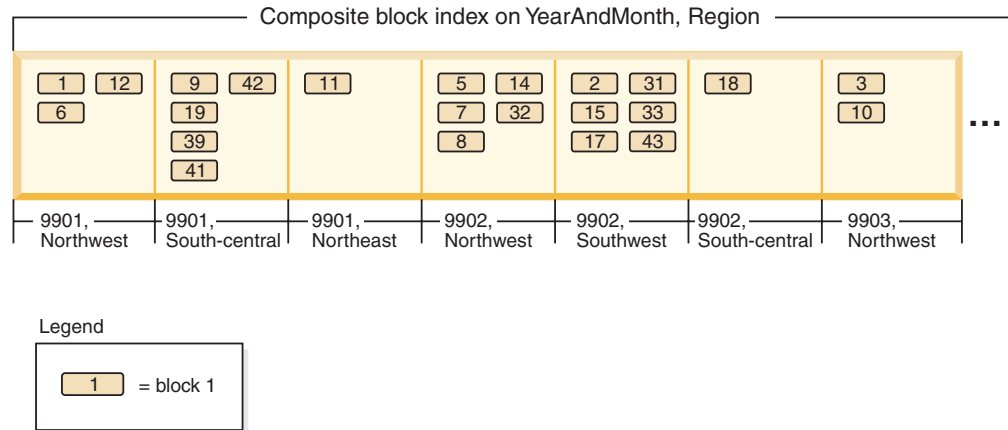 Composite block index on YearAndMonth, Region
1 12 9 42 11 5 14 2 31 18 3
6 19 7 32 15 33 10
39 8 17 43
41
...
9901, 9901, 9901, 9902, 9902, 9902, 9903,
Northwest South-central Northeast Northwest Southwest South-central Northwest
Legend
1 = block 1